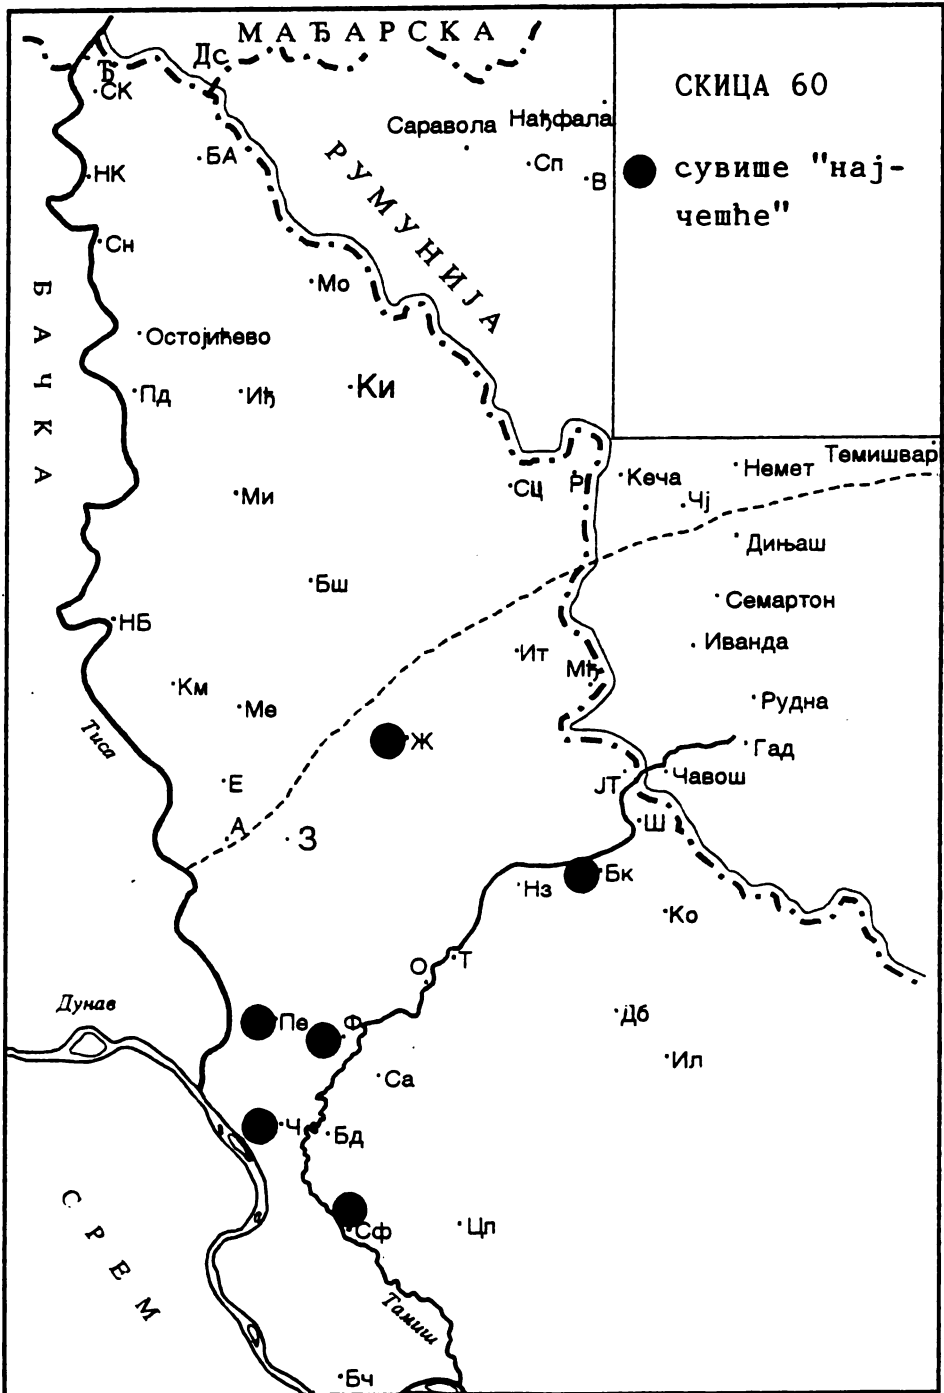 МАЂАРСКА
Ђ
Дс
СК
СКИЦА 60
Саравола
Нађфала
БА
Сп
В
сувише "нај-
чешће"
НК
РУМУНИЈА
Сн
Мо
БАЧКА
Остојићево
Пд
Иђ
Ки
Ми
СЦ
Р
Кеча
Чј
Немет
Темишвар
Дињаш
Бш
Семартон
НБ
Ит
Иванда
Мђ
Км
Ме
Рудна
Тиса
Ж
Гад
Е
ЈТ
Чавош
А
З
Ш
Нз
Бк
Ко
О
Т
Дунав
Пе
Ф
Дб
Ил
Са
Ч
Бд
СРЕМ
Сф
Цп
Тамиш
Бч